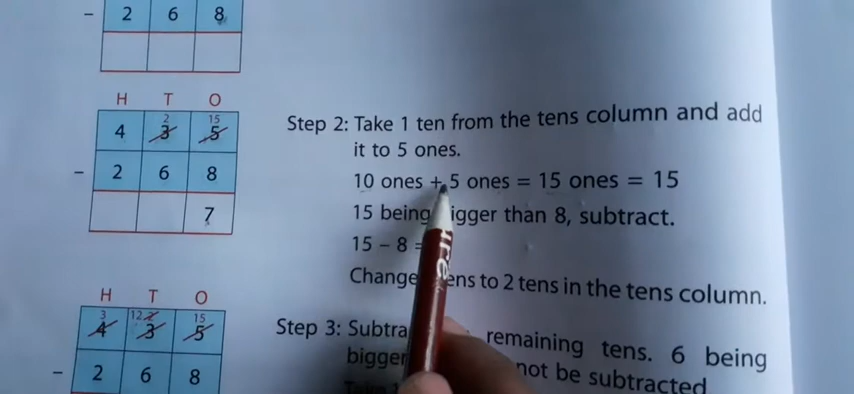 - 2 6 8
H T O
2 15
4 3 5
- 2 6 8
7
Step 2: Take 1 ten from the tens column and add
it to 5 ones.
10 ones + 5 ones = 15 ones = 15
15 being igger than 8, subtract.
15 - 8 =
Change ens to 2 tens in the tens column.
H T O
3 12 2 15
4 3 5
- 2 6 8
Step 3: Subtra remaining tens. 6 being
bigger not be subtracted